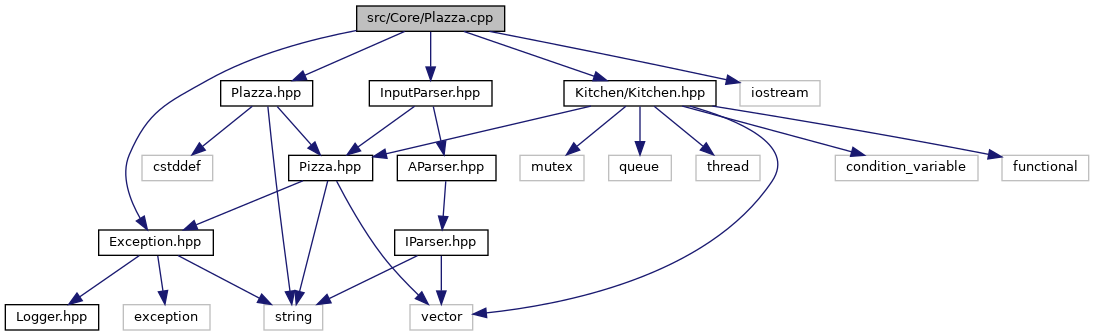 src/Core/Plazza.cpp
Plazza.hpp
InputParser.hpp
Kitchen/Kitchen.hpp
iostream
cstddef
Pizza.hpp
AParser.hpp
mutex
queue
thread
condition_variable
functional
Exception.hpp
IParser.hpp
Logger.hpp
exception
string
vector